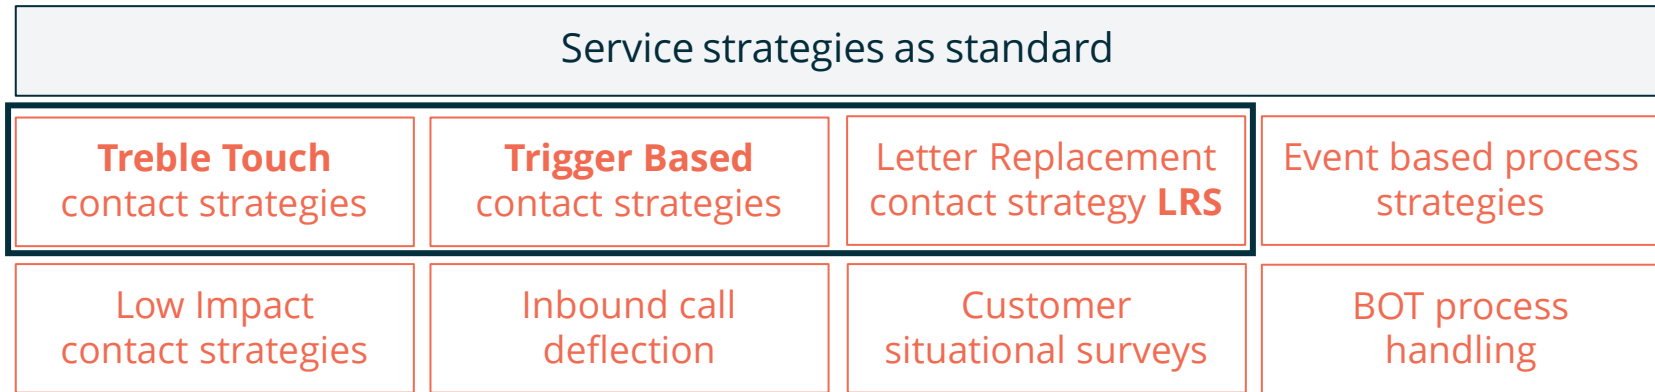 Service strategies as standard
Treble Touch
contact strategies
Trigger Based
contact strategies
Letter Replacement
contact strategy LRS
Event based process
strategies
Low Impact
contact strategies
Inbound call
deflection
Customer
situational surveys
BOT process
handling